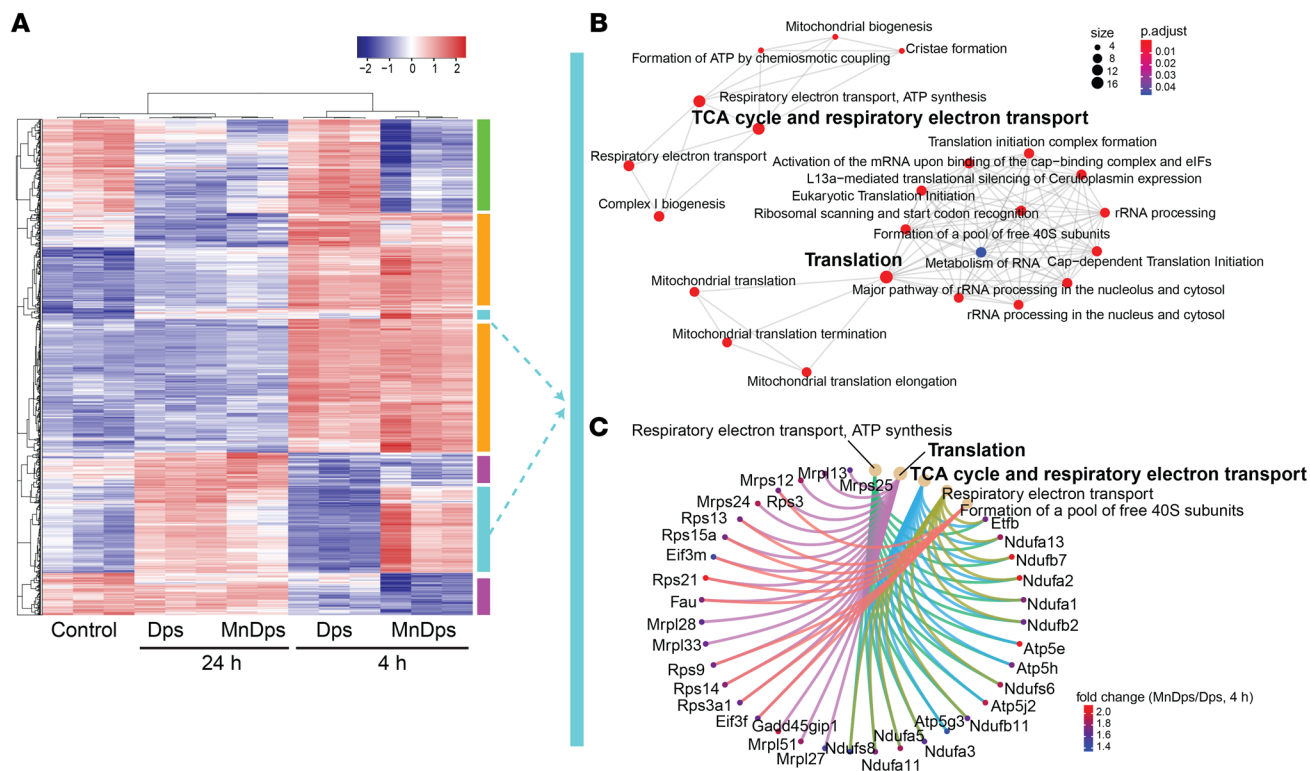 A
−2 −1 0 1 2
Control
Dps
MnDps
Dps
MnDps
24 h
4 h
B
Mitochondrial biogenesis
Cristae formation
Formation of ATP by chemiosmotic coupling
Respiratory electron transport, ATP synthesis
TCA cycle and respiratory electron transport
Respiratory electron transport
Complex I biogenesis
Translation initiation complex formation
Activation of the mRNA upon binding of the cap−binding complex and eIFs
L13a−mediated translational silencing of Ceruloplasmin expression
Eukaryotic Translation Initiation
Ribosomal scanning and start codon recognition
rRNA processing
Formation of a pool of free 40S subunits
Translation
Metabolism of RNA
Cap−dependent Translation Initiation
Mitochondrial translation
Major pathway of rRNA processing in the nucleolus and cytosol
rRNA processing in the nucleus and cytosol
Mitochondrial translation termination
Mitochondrial translation elongation
size
4
8
12
16
p.adjust
0.01
0.02
0.03
0.04
C
Respiratory electron transport, ATP synthesis
Translation
TCA cycle and respiratory electron transport
Respiratory electron transport
Formation of a pool of free 40S subunits
Mrpl13
Mrps25
Mrps12
Rps3
Mrps24
Rps13
Rps15a
Eif3m
Rps21
Fau
Mrpl28
Mrpl33
Rps9
Rps14
Rps3a1
Eif3f
Gadd45gip1
Mrpl51
Mrpl27
Ndufs8
Ndufa11
Ndufa5
Ndufa3
Atp5g3
Ndufb11
Atp5j2
Ndufs6
Atp5h
Atp5e
Ndufb2
Ndufa1
Ndufa2
Ndufb7
Ndufa13
Etfb
fold change (MnDps/Dps, 4 h)
2.0
1.8
1.6
1.4